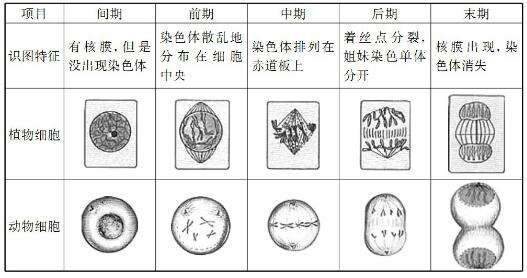 项目 间期 前期 中期 后期 末期
识图特征
有核膜,但是
没出现染色体
染色体散乱地
分布在细胞
中央
染色体排列在
赤道板上
着丝点分裂,
姐妹染色单体
分开
核膜出现,染
色体消失
植物细胞
动物细胞